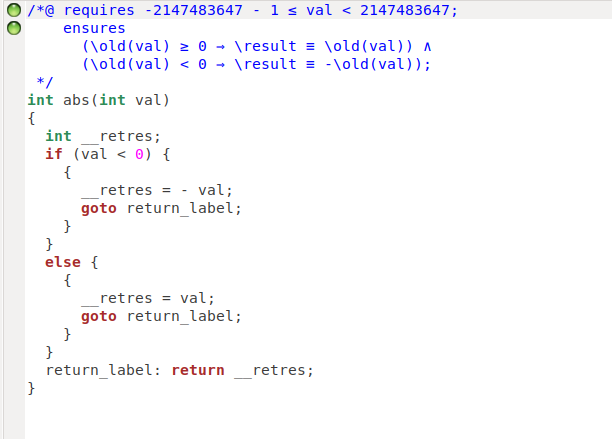 /*@ requires -2147483647 - 1 ≤ val < 2147483647;
    ensures
      (\old(val) ≥ 0 ⇒ \result ≡ \old(val)) ∧
      (\old(val) < 0 ⇒ \result ≡ -\old(val));
 */
int abs(int val)
{
  int __retres;
  if (val < 0) {
    {
      __retres = - val;
      goto return_label;
    }
  }
  else {
    {
      __retres = val;
      goto return_label;
    }
  }
  return_label: return __retres;
}